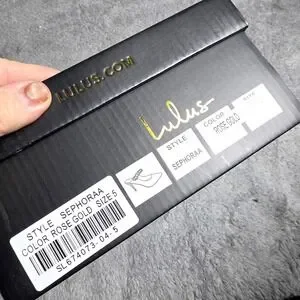 LULUS.COM
Lulus
STYLE
SEPHORAA
COLOR
ROSE GOLD
SIZE
STYLE SEPHORAA
COLOR ROSE GOLD SIZE 5
SL674073-04-5